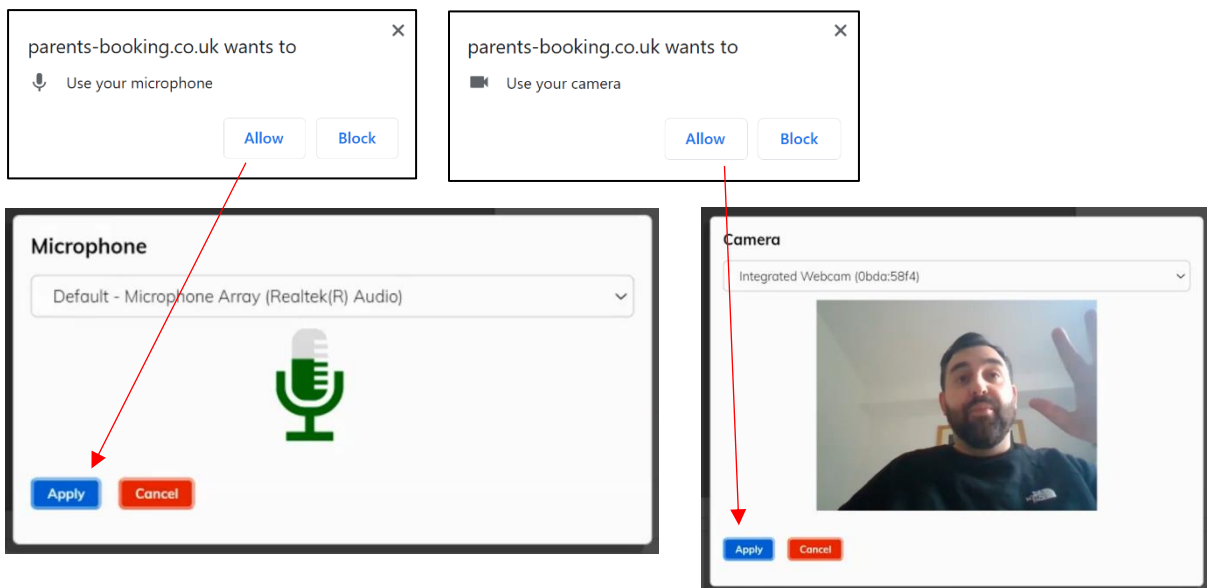 parents-booking.co.uk wants to
Use your microphone
Allow Block
parents-booking.co.uk wants to
Use your camera
Allow Block
Microphone
Default - Microphone Array (Realtek(R) Audio)
Apply Cancel
Camera
Integrated Webcam (0bda:58f4)
Apply Cancel